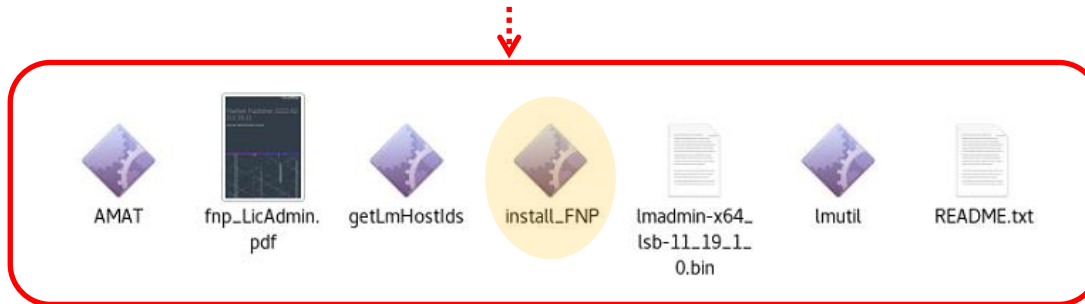 AMAT
fnp_LicAdmin.
pdf
getLmHostIds
install_FNP
lmadmin-x64_
lsb-11_19_1_
0.bin
lmutil
README.txt